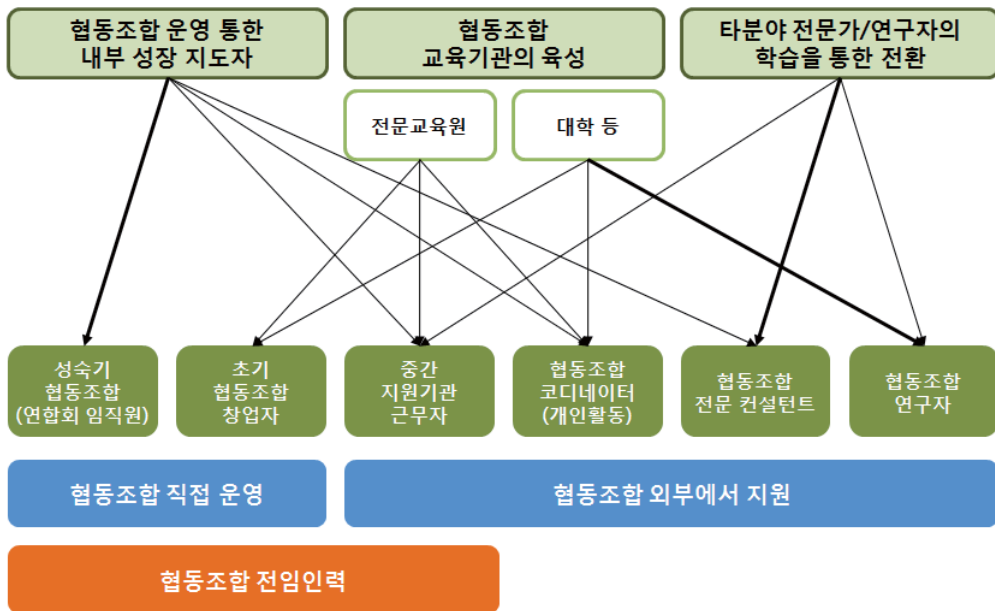 협동조합 운영 통한
내부 성장 지도자
협동조합
교육기관의 육성
타분야 전문가/연구자의
학습을 통한 전환
전문교육원
대학 등
성숙기
협동조합
(연합회 임직원)
초기
협동조합
창업자
중간
지원기관
근무자
협동조합
코디네이터
(개인활동)
협동조합
전문 컨설턴트
협동조합
연구자
협동조합 직접 운영
협동조합 외부에서 지원
협동조합 전임인력